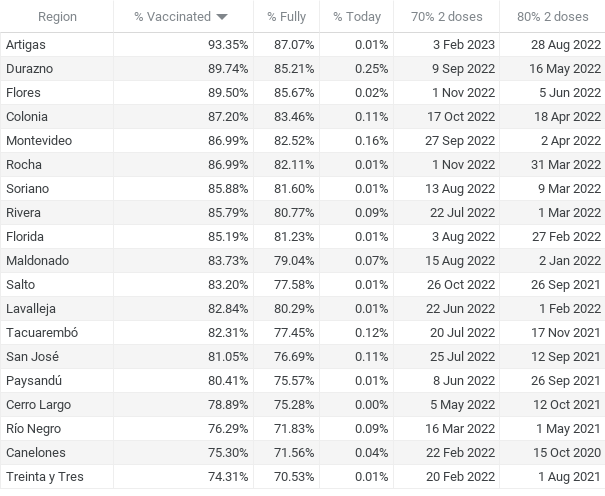 Region % Vaccinated % Fully % Today 70% 2 doses 80% 2 doses
Artigas 93.35% 87.07% 0.01% 3 Feb 2023 28 Aug 2022
Durazno 89.74% 85.21% 0.25% 9 Sep 2022 16 May 2022
Flores 89.50% 85.67% 0.02% 1 Nov 2022 5 Jun 2022
Colonia 87.20% 83.46% 0.11% 17 Oct 2022 18 Apr 2022
Montevideo 86.99% 82.52% 0.16% 27 Sep 2022 2 Apr 2022
Rocha 86.99% 82.11% 0.01% 1 Nov 2022 31 Mar 2022
Soriano 85.88% 81.60% 0.01% 13 Aug 2022 9 Mar 2022
Rivera 85.79% 80.77% 0.09% 22 Jul 2022 1 Mar 2022
Florida 85.19% 81.23% 0.01% 3 Aug 2022 27 Feb 2022
Maldonado 83.73% 79.04% 0.07% 15 Aug 2022 2 Jan 2022
Salto 83.20% 77.58% 0.01% 26 Oct 2022 26 Sep 2021
Lavalleja 82.84% 80.29% 0.01% 22 Jun 2022 1 Feb 2022
Tacuarembó 82.31% 77.45% 0.12% 20 Jul 2022 17 Nov 2021
San José 81.05% 76.69% 0.11% 25 Jul 2022 12 Sep 2021
Paysandú 80.41% 75.57% 0.01% 8 Jun 2022 26 Sep 2021
Cerro Largo 78.89% 75.28% 0.00% 5 May 2022 12 Oct 2021
Río Negro 76.29% 71.83% 0.09% 16 Mar 2022 1 May 2021
Canelones 75.30% 71.56% 0.04% 22 Feb 2022 15 Oct 2020
Treinta y Tres 74.31% 70.53% 0.01% 20 Feb 2022 1 Aug 2021